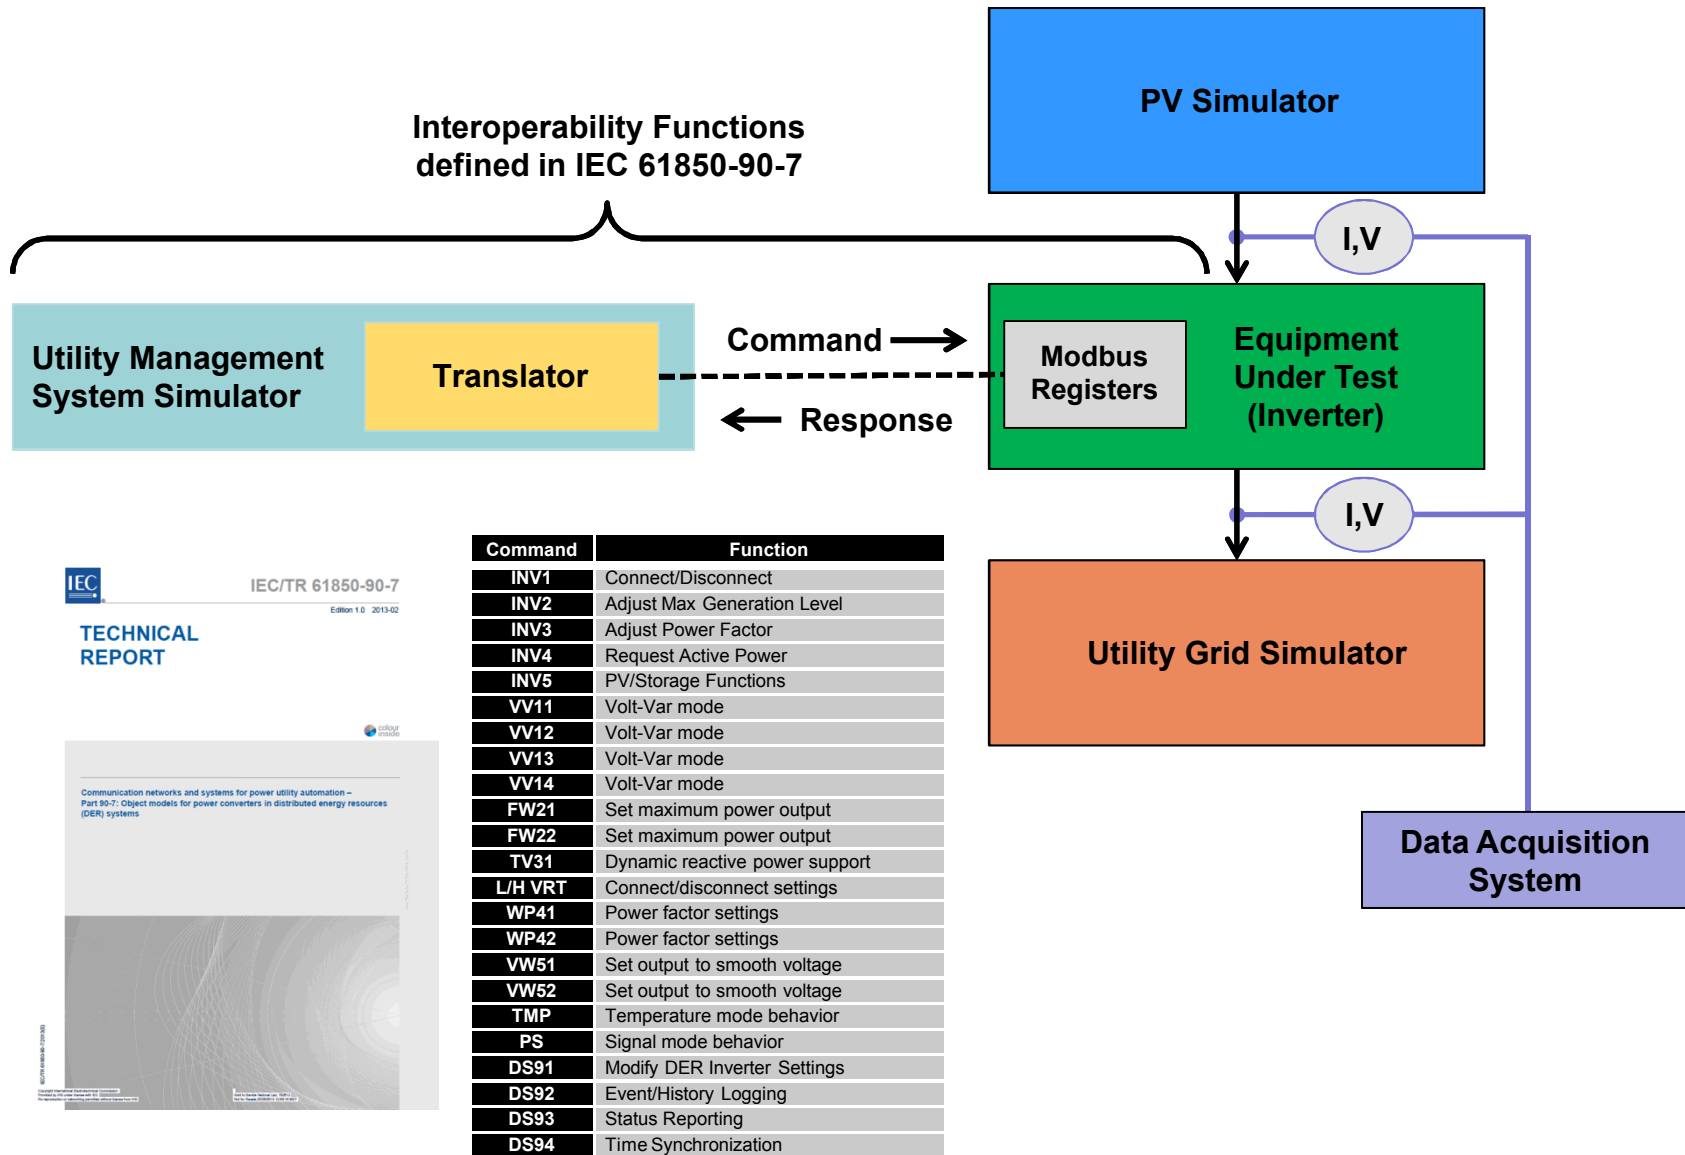 PV Simulator
Interoperability Functions
defined in IEC 61850-90-7
I,V
Utility Management
System Simulator
Translator
Command
Response
Modbus
Registers
Equipment
Under Test
(Inverter)
I,V
Utility Grid Simulator
Data Acquisition
System
IEC
IEC/TR 61850-90-7
Edition 1.0 2013-02
TECHNICAL
REPORT
colour
inside
Communication networks and systems for power utility automation –
Part 90-7: Object models for power converters in distributed energy resources
(DER) systems
Command Function
INV1 Connect/Disconnect
INV2 Adjust Max Generation Level
INV3 Adjust Power Factor
INV4 Request Active Power
INV5 PV/Storage Functions
VV11 Volt-Var mode
VV12 Volt-Var mode
VV13 Volt-Var mode
VV14 Volt-Var mode
FW21 Set maximum power output
FW22 Set maximum power output
TV31 Dynamic reactive power support
L/H VRT Connect/disconnect settings
WP41 Power factor settings
WP42 Power factor settings
VW51 Set output to smooth voltage
VW52 Set output to smooth voltage
TMP Temperature mode behavior
PS Signal mode behavior
DS91 Modify DER Inverter Settings
DS92 Event/History Logging
DS93 Status Reporting
DS94 Time Synchronization